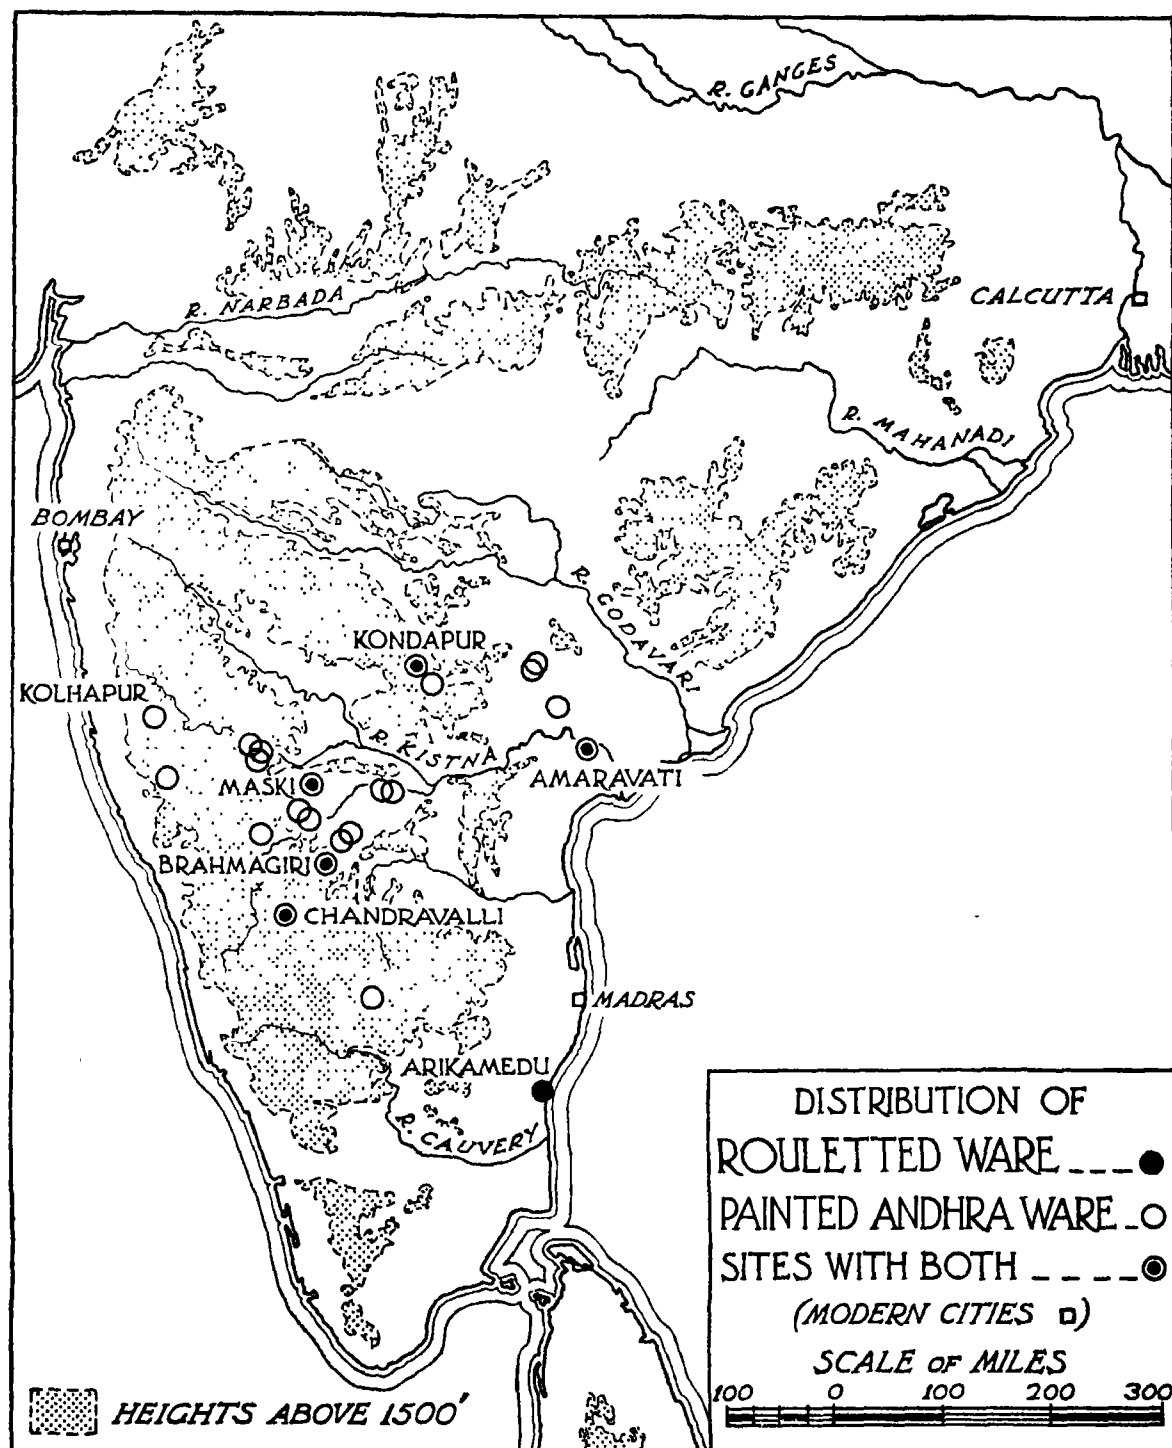 R. GANGES
R. NARBADA
CALCUTTA
R. MAHANADI
BOMBAY
R. GODAVARI
KONDAPUR
KOLHAPUR
R. KISTNA
AMARAVATI
MASKI
BRAHMAGIRI
CHANDRAVALLI
MADRAS
ARIKAMEDU
R. CAUVERY
DISTRIBUTION OF
ROULETTED WARE
PAINTED ANDHRA WARE
SITES WITH BOTH
(MODERN CITIES )
SCALE OF MILES
100 0 100 200 300
HEIGHTS ABOVE 1500'